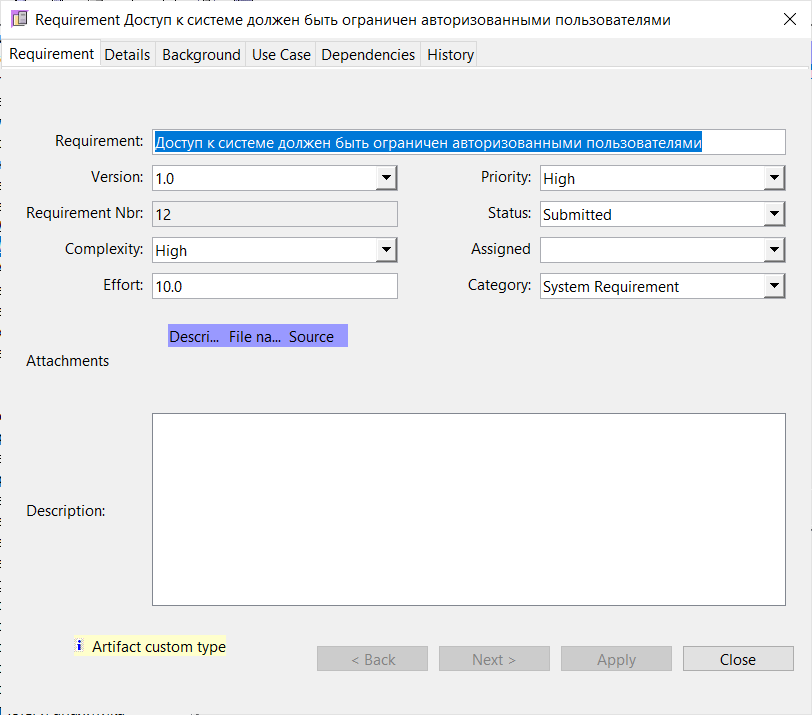 Requirement Доступ к системе должен быть ограничен авторизованными пользователями
Requirement Details Background Use Case Dependencies History
Requirement: Доступ к системе должен быть ограничен авторизованными пользователями
Version: 1.0 Priority: High
Requirement Nbr: 12 Status: Submitted
Complexity: High Assigned
Effort: 10.0 Category: System Requirement
Descri... File na... Source
Attachments
Description:
Artifact custom type
< Back Next > Apply Close